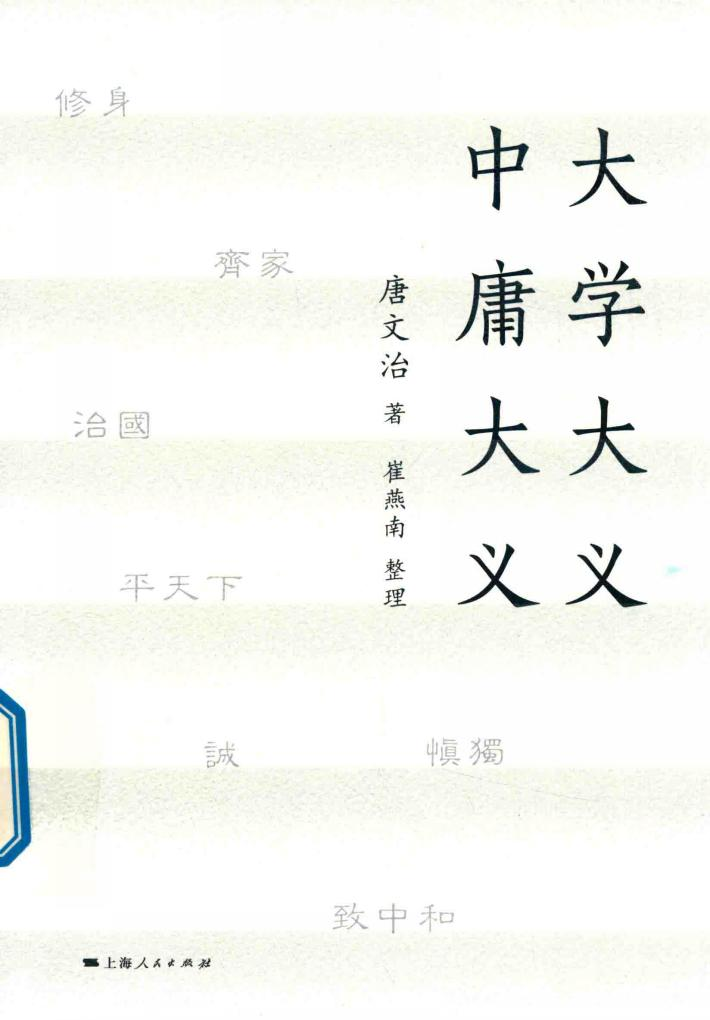 大学大义
中庸大义
唐文治 著 崔燕南 整理
修身
齊家
治國
平天下
誠
慎獨
致中和
上海人民出版社